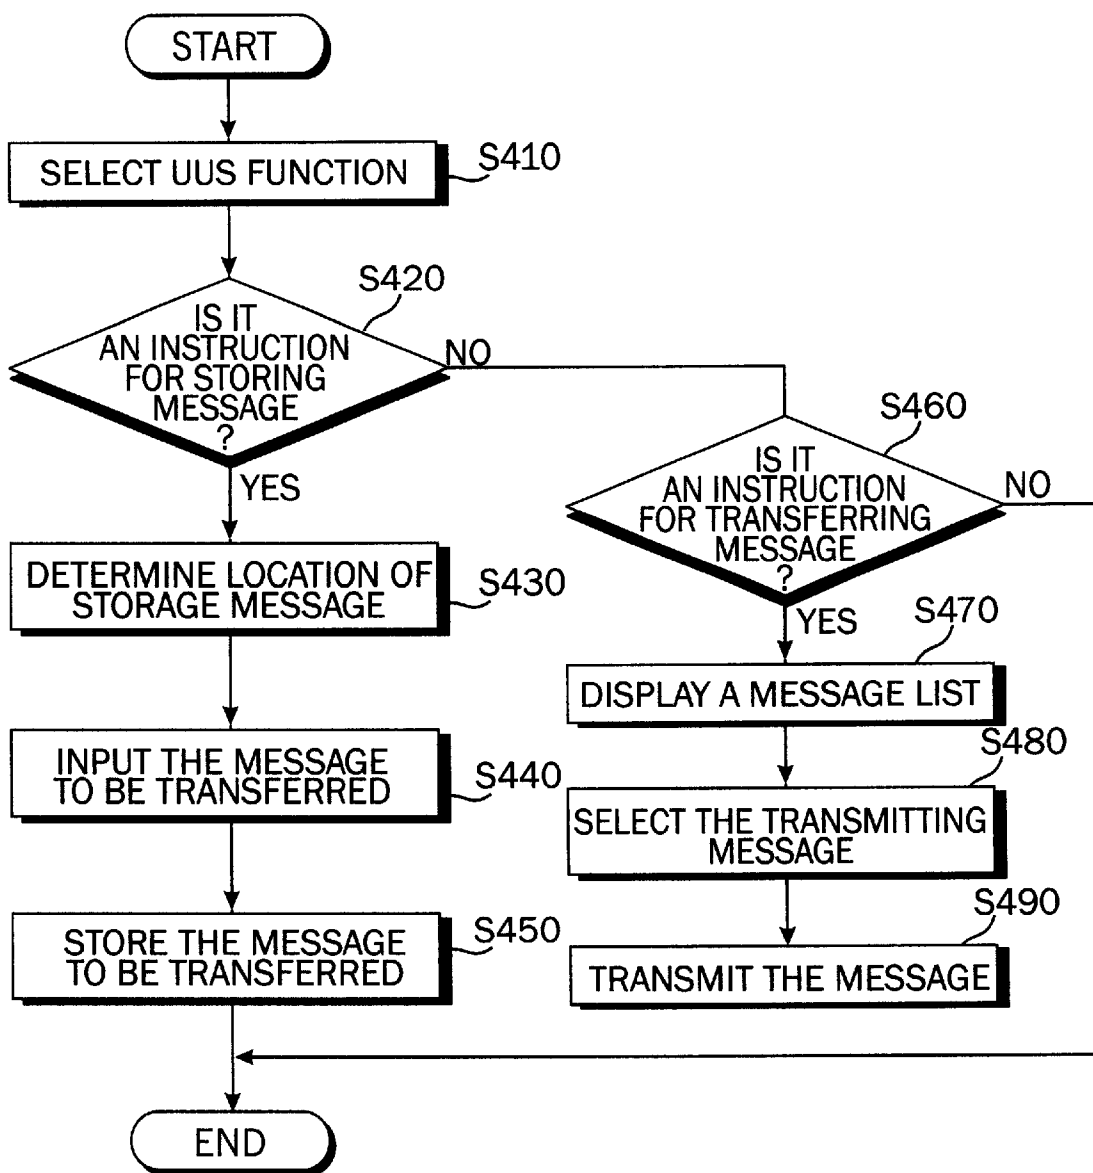 START
SELECT UUS FUNCTION
S410
S420
IS IT
AN INSTRUCTION
FOR STORING
MESSAGE
?
NO
YES
DETERMINE LOCATION OF
STORAGE MESSAGE
S430
INPUT THE MESSAGE
TO BE TRANSFERRED
S440
STORE THE MESSAGE
TO BE TRANSFERRED
S450
S460
IS IT
AN INSTRUCTION
FOR TRANSFERRING
MESSAGE
?
NO
YES
S470
DISPLAY A MESSAGE LIST
S480
SELECT THE TRANSMITTING
MESSAGE
S490
TRANSMIT THE MESSAGE
END